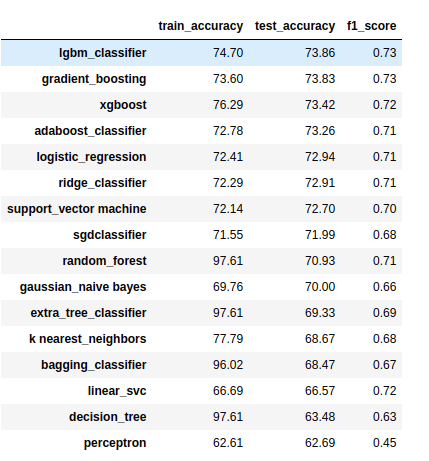 train_accuracy test_accuracy f1_score
lgbm_classifier 74.70 73.86 0.73
gradient_boosting 73.60 73.83 0.73
xgboost 76.29 73.42 0.72
adaboost_classifier 72.78 73.26 0.71
logistic_regression 72.41 72.94 0.71
ridge_classifier 72.29 72.91 0.71
support_vector machine 72.14 72.70 0.70
sgdclassifier 71.55 71.99 0.68
random_forest 97.61 70.93 0.71
gaussian_naive bayes 69.76 70.00 0.66
extra_tree_classifier 97.61 69.33 0.69
k nearest_neighbors 77.79 68.67 0.68
bagging_classifier 96.02 68.47 0.67
linear_svc 66.69 66.57 0.72
decision_tree 97.61 63.48 0.63
perceptron 62.61 62.69 0.45